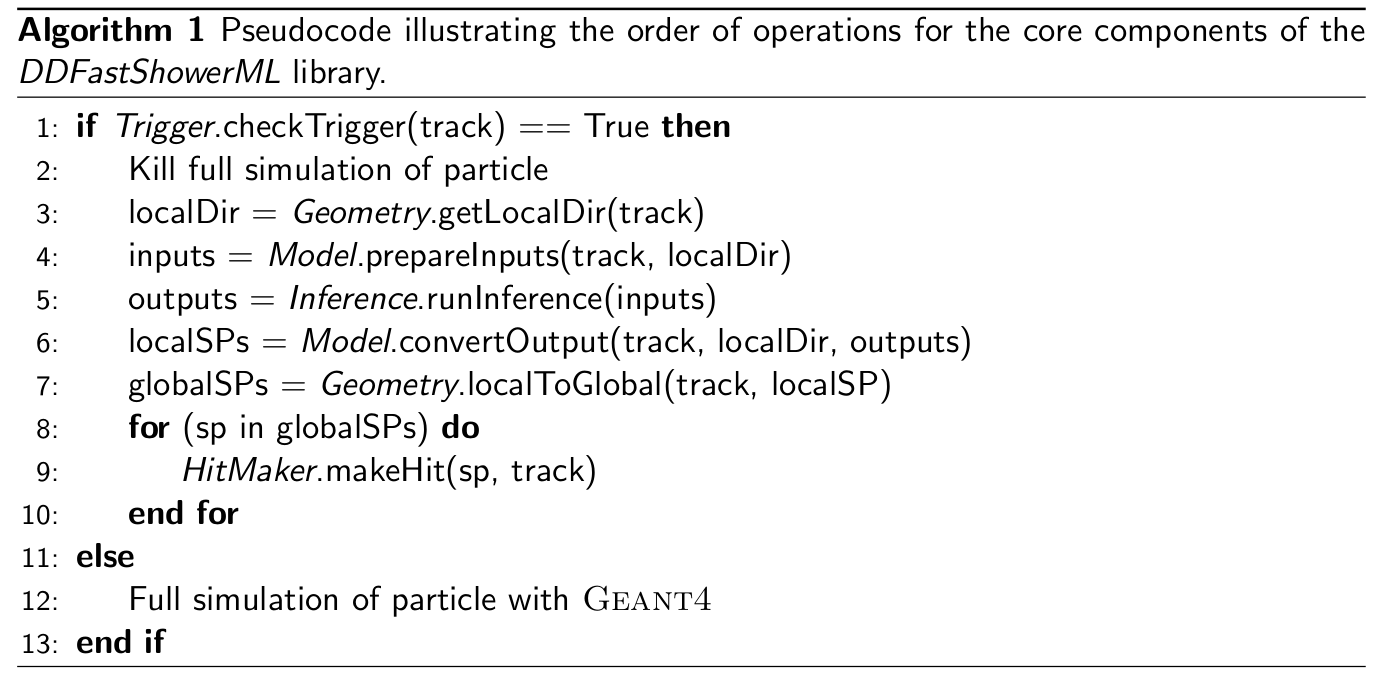 Algorithm 1 Pseudocode illustrating the order of operations for the core components of the
DDFastShowerML library.
1: if Trigger.checkTrigger(track) == True then
2: Kill full simulation of particle
3: localDir = Geometry.getLocalDir(track)
4: inputs = Model.prepareInputs(track, localDir)
5: outputs = Inference.runInference(inputs)
6: localSPs = Model.convertOutput(track, localDir, outputs)
7: globalSPs = Geometry.localToGlobal(track, localSP)
8: for (sp in globalSPs) do
9: HitMaker.makeHit(sp, track)
10: end for
11: else
12: Full simulation of particle with GEANT4
13: end if